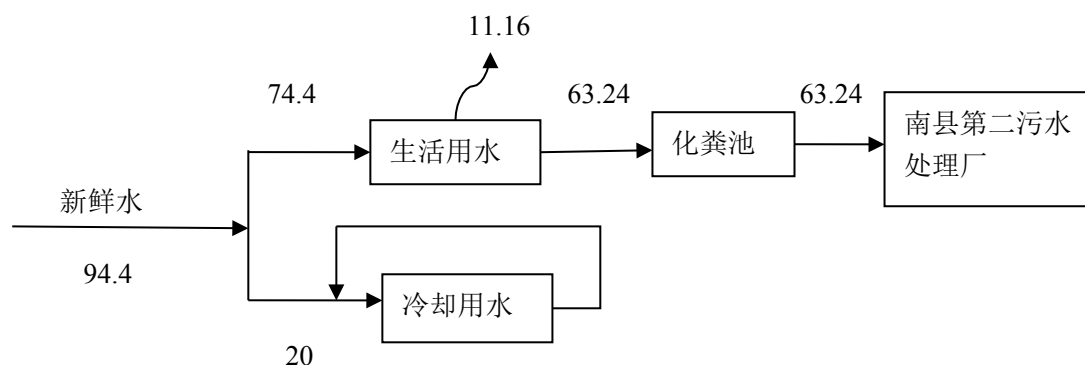 11.16
74.4
63.24
63.24
生活用水
化粪池
南县第二污水
处理厂
新鲜水
94.4
冷却用水
20